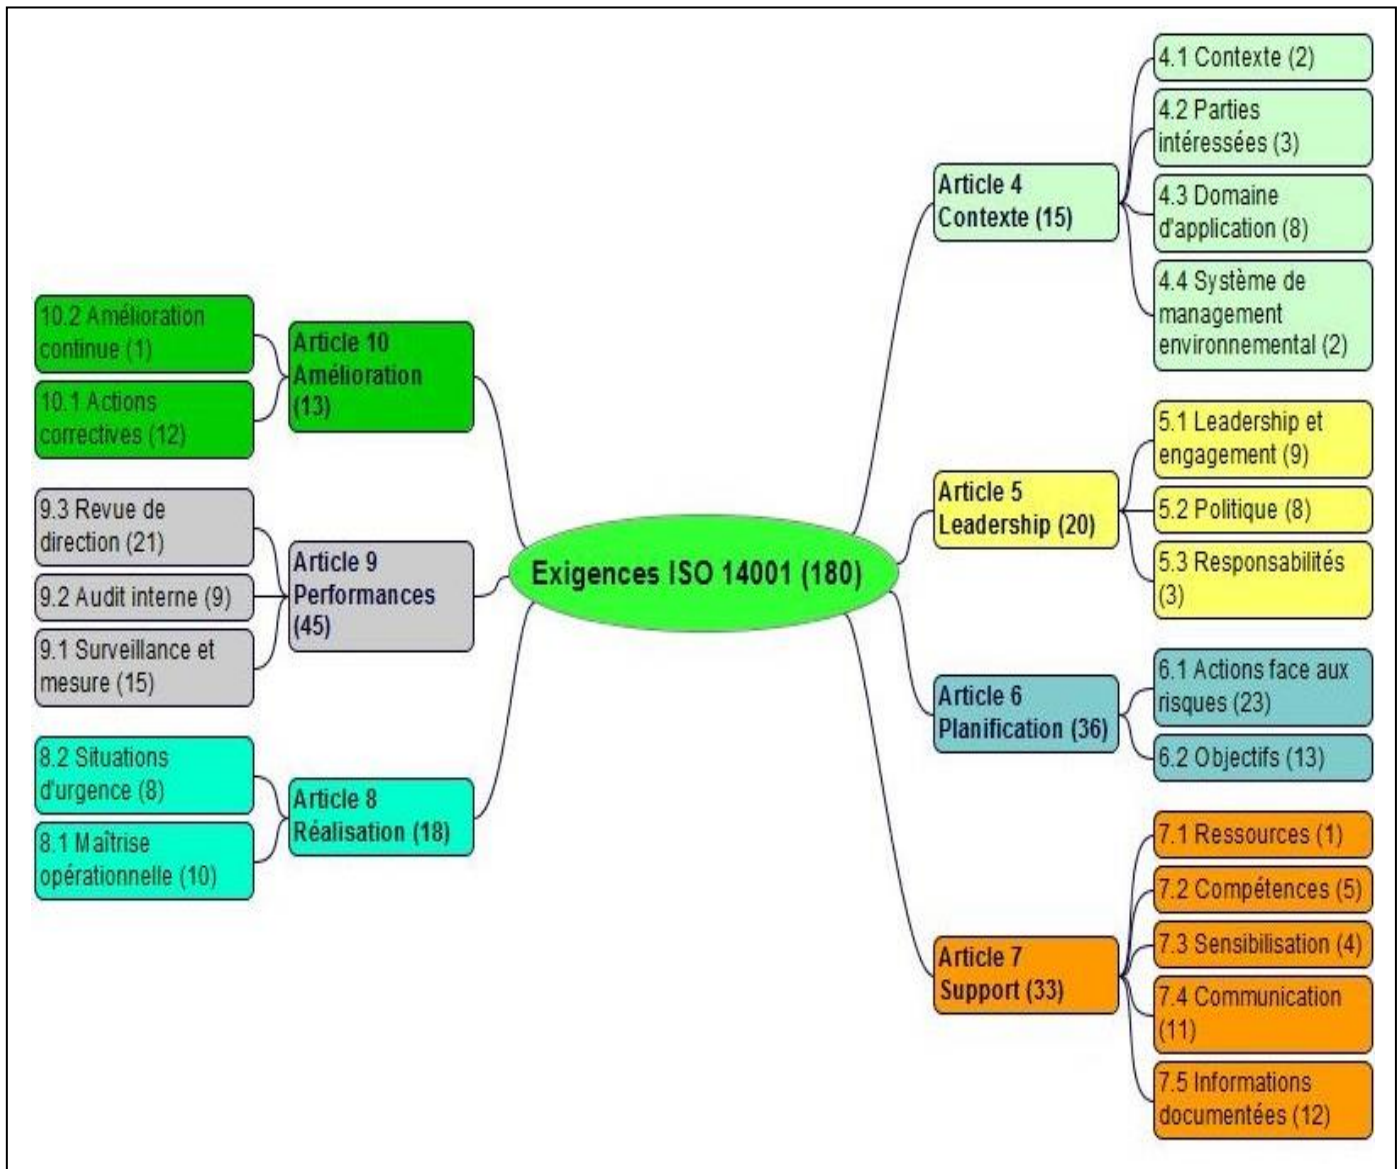 Exigences ISO 14001 (180)
Article 4
Contexte (15)
4.1 Contexte (2)
4.2 Parties
intéressées (3)
4.3 Domaine
d'application (8)
4.4 Système de
management
environnemental (2)
Article 5
Leadership (20)
5.1 Leadership et
engagement (9)
5.2 Politique (8)
5.3 Responsabilités
(3)
Article 6
Planification (36)
6.1 Actions face aux
risques (23)
6.2 Objectifs (13)
Article 7
Support (33)
7.1 Ressources (1)
7.2 Compétences (5)
7.3 Sensibilisation (4)
7.4 Communication
(11)
7.5 Informations
documentées (12)
Article 8
Réalisation (18)
8.2 Situations
d'urgence (8)
8.1 Maîtrise
opérationnelle (10)
Article 9
Performances
(45)
9.3 Revue de
direction (21)
9.2 Audit interne (9)
9.1 Surveillance et
mesure (15)
Article 10
Amélioration
(13)
10.2 Amélioration
continue (1)
10.1 Actions
correctives (12)